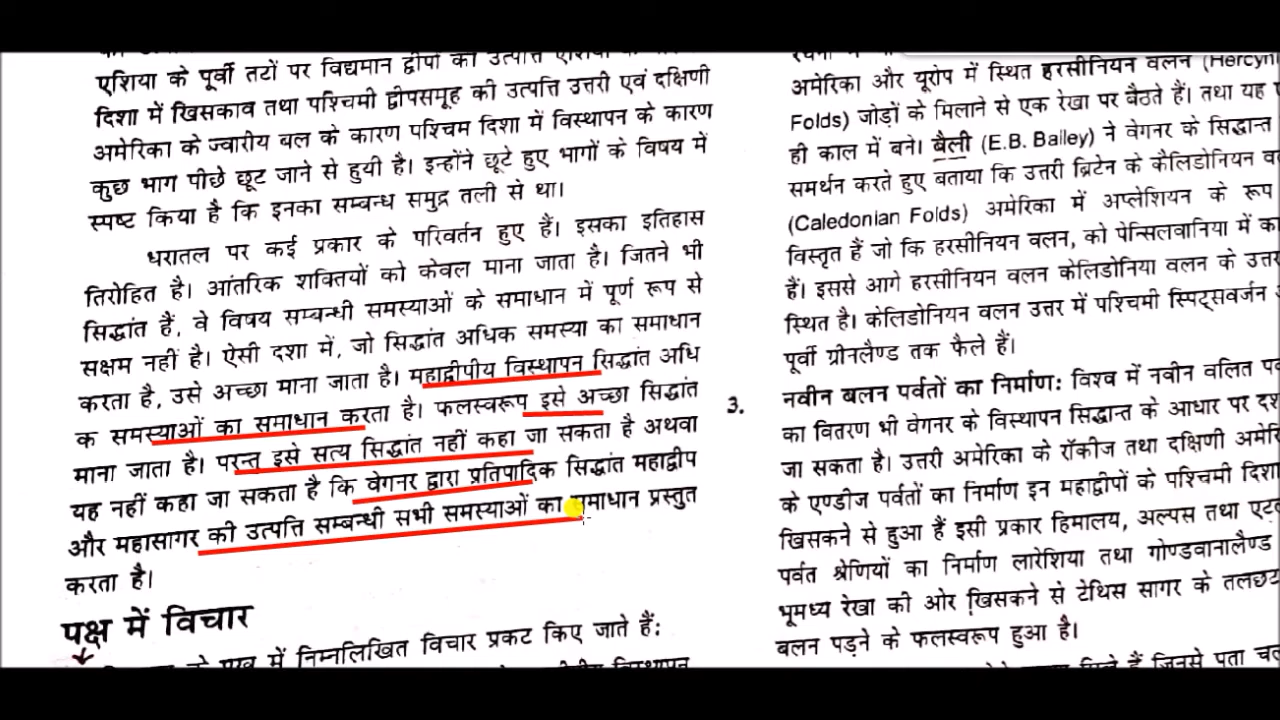 एशिया के पूर्वी तटों पर विद्यमान द्वीपों की उत्पत्ति एशिया के
दिशा में खिसकाव तथा पश्चिमी द्वीपसमूह की उत्पत्ति उत्तरी एवं दक्षिणी
अमेरिका के ज्वारीय बल के कारण पश्चिम दिशा में विस्थापन के कारण
कुछ भाग पीछे छूट जाने से हुयी है। इन्होंने छूटे हुए भागों के विषय में
स्पष्ट किया है कि इनका सम्बन्ध समुद्र तली से था।
धरातल पर कई प्रकार के परिवर्तन हुए हैं। इसका इतिहास
तिरोहित है। आंतरिक शक्तियों को केवल माना जाता है। जितने भी
सिद्धांत हैं, वे विषय सम्बन्धी समस्याओं के समाधान में पूर्ण रूप से
सक्षम नहीं है। ऐसी दशा में, जो सिद्धांत अधिक समस्या का समाधान
करता है, उसे अच्छा माना जाता है। महाद्वीपीय विस्थापन सिद्धांत अधि
क समस्याओं का समाधान करता है। फलस्वरूप इसे अच्छा सिद्धांत
माना जाता है। परन्तु इसे सत्य सिद्धांत नहीं कहा जा सकता है अथवा
यह नहीं कहा जा सकता है कि वेगनर द्वारा प्रतिपादिक सिद्धांत महाद्वीप
और महासागर की उत्पत्ति सम्बन्धी सभी समस्याओं का समाधान प्रस्तुत
करता है।
पक्ष में विचार
में निम्नलिखित विचार प्रकट किए जाते हैं:
अमेरिका और यूरोप में स्थित हरसीनियन वलन
Folds) जोड़ों के मिलाने से एक रेखा पर बैठते हैं। तथा यह
ही काल में बने। बैली (E.B. Bailey) ने वेगनर के सिद्धान्त
समर्थन करते हुए बताया कि उत्तरी ब्रिटेन के कैलिडोनियन
(Caledonian Folds) अमेरिका में अप्लेशियन के रूप
विस्तृत हैं जो कि हरसीनियन वलन, को पेन्सिलवानिया में
हैं। इससे आगे हरसीनियन वलन केलिडोनिया वलन के उत्तर
स्थित है। केलिडोनियन वलन उत्तर में पश्चिमी स्पिट्सवर्जन
पूर्वी ग्रीनलैण्ड तक फैले हैं।
3. नवीन बलन पर्वतों का निर्माण: विश्व में नवीन वलित
का वितरण भी वेगनर के विस्थापन सिद्धान्त के आधार पर
जा सकता है। उत्तरी अमेरिका के रॉकीज तथा दक्षिणी
के एण्डीज पर्वतों का निर्माण इन महाद्वीपों के पश्चिमी दिशा
खिसकने से हुआ हैं इसी प्रकार हिमालय, अल्पस तथा
पर्वत श्रेणियों का निर्माण लारेशिया तथा गोण्डवानालैण्ड
भूमध्य रेखा की ओर खिसकने से टेथिस सागर के तलछट
बलन पड़ने के फलस्वरूप हुआ है।
हैं जिनसे पता